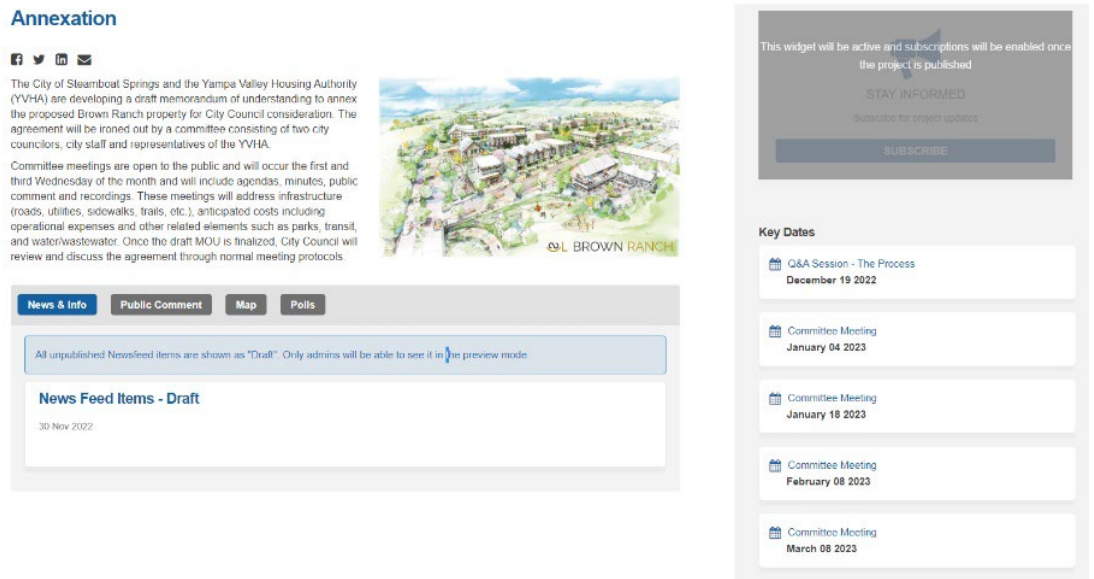 Annexation
The City of Steamboat Springs and the Yampa Valley Housing Authority
(YVHA) are developing a draft memorandum of understanding to annex
the proposed Brown Ranch property for City Council consideration. The
agreement will be ironed out by a committee consisting of two city
councilors, city staff and representatives of the YVHA.
Committee meetings are open to the public and will occur the first and
third Wednesday of the month and will include agendas, minutes, public
comment and recordings. These meetings will address infrastructure
(roads, utilities, sidewalks, trails, etc.), anticipated costs including
operational expenses and other related elements such as parks, transit,
and water/wastewater. Once the draft MOU is finalized, City Council will
review and discuss the agreement through normal meeting protocols.
BROWN RANCH
News & Info
Public Comment
Map
Polls
All unpublished Newsfeed items are shown as "Draft". Only admins will be able to see it in the preview mode
News Feed Items - Draft
30 Nov 2022
This widget will be active and subscriptions will be enabled once
the project is published
STAY INFORMED
Subscribe for project updates
SUBSCRIBE
Key Dates
Q&A Session - The Process
December 19 2022
Committee Meeting
January 04 2023
Committee Meeting
January 18 2023
Committee Meeting
February 08 2023
Committee Meeting
March 08 2023